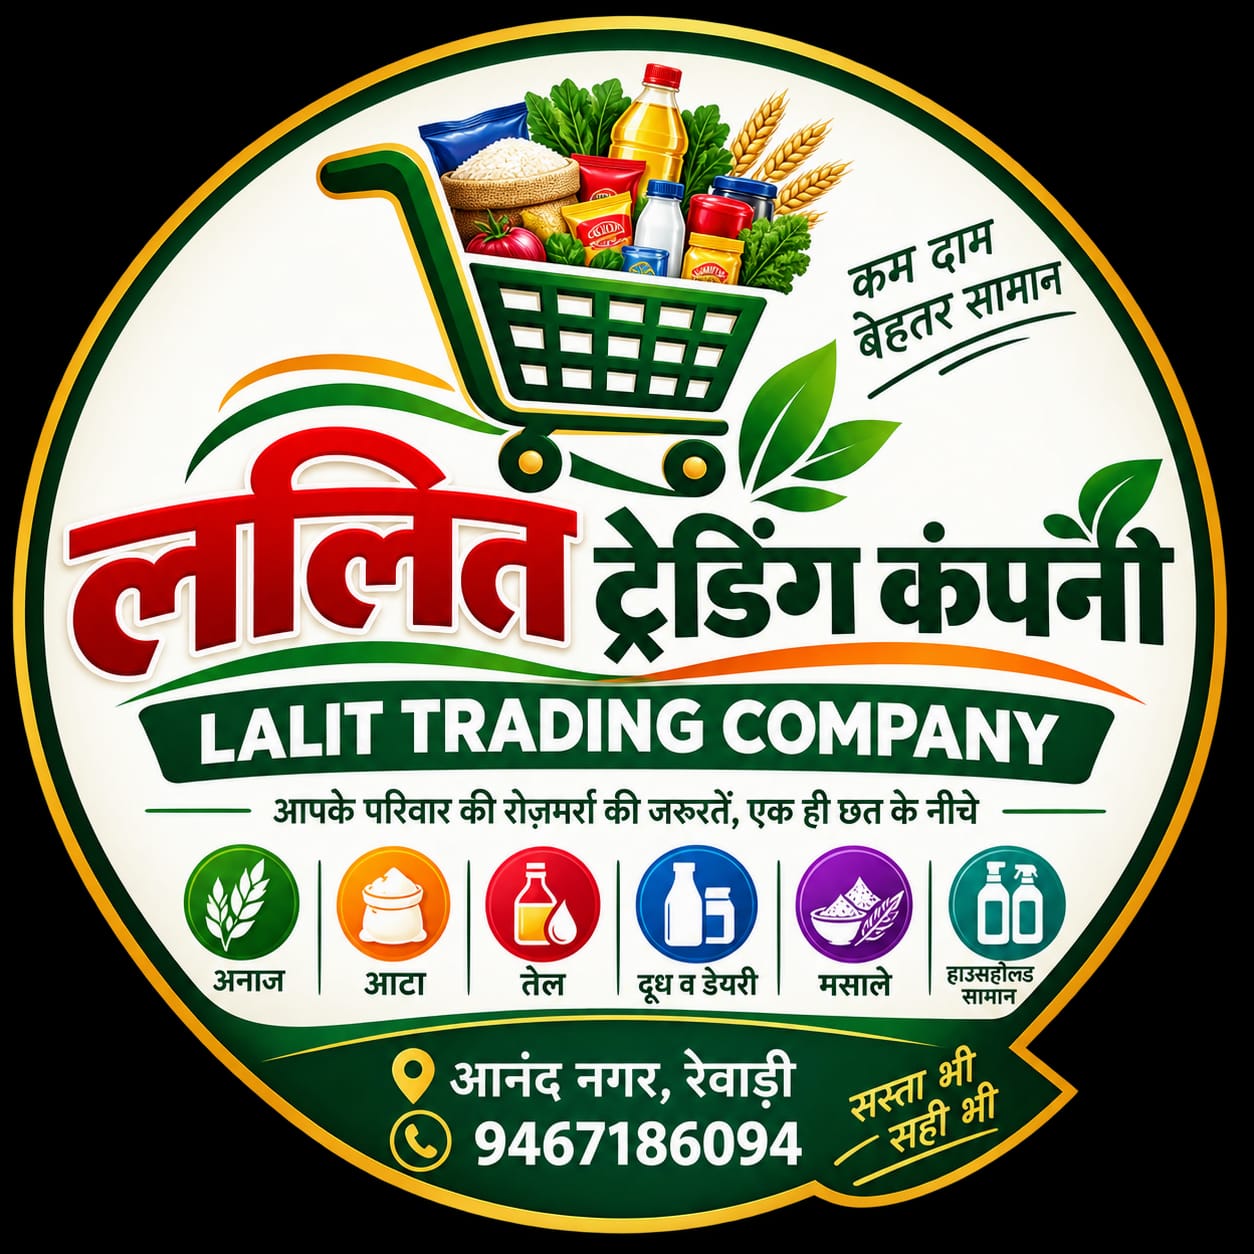 कम दाम
बेहतर सामान
ललित ट्रेडिंग कंपनी
LALIT TRADING COMPANY
आपके परिवार की रोज़मर्रा की जरूरतें, एक ही छत के नीचे
अनाज
आटा
तेल
दूध व डेयरी
मसाले
हाउसहोल्ड
सामान
आनंद नगर, रेवाड़ी
9467186094
सस्ता भी
सही भी